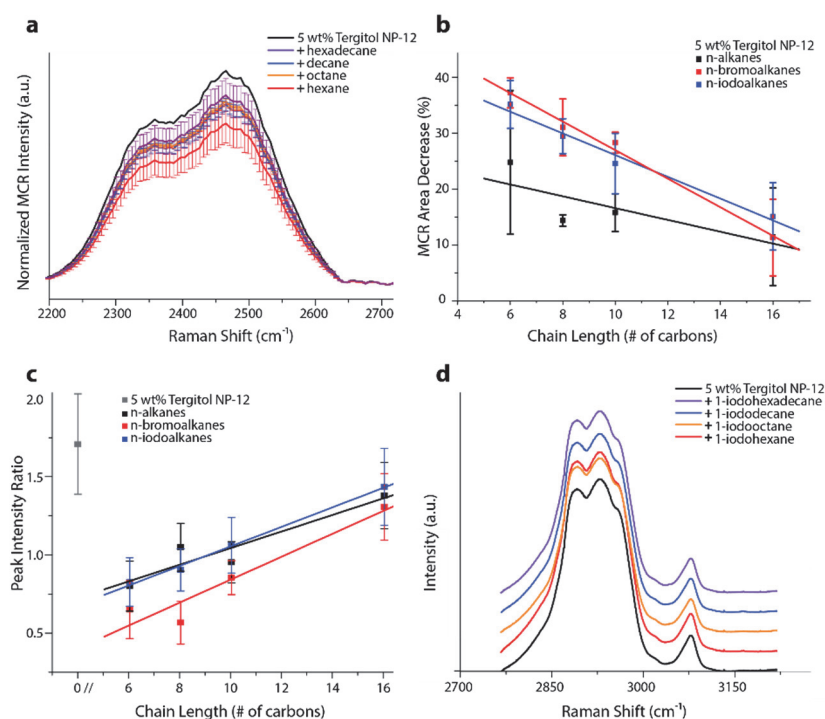 a
5 wt% Tergitol NP-12
+ hexadecane
+ decane
+ octane
+ hexane
Normalized MCR Intensity (a.u.)
2200 2300 2400 2500 2600 2700
Raman Shift (cm-1)
b
5 wt% Tergitol NP-12
n-alkanes
n-bromoalkanes
n-iodoalkanes
MCR Area Decrease (%)
40
30
20
10
0
4 6 8 10 12 14 16
Chain Length (# of carbons)
c
5 wt% Tergitol NP-12
n-alkanes
n-bromoalkanes
n-iodoalkanes
Peak Intensity Ratio
2.0
1.5
1.0
0.5
0 // 6 8 10 12 14 16
Chain Length (# of carbons)
d
5 wt% Tergitol NP-12
+ 1-iodohexadecane
+ 1-iododecane
+ 1-iodooctane
+ 1-iodohexane
Intensity (a.u.)
2700 2850 3000 3150
Raman Shift (cm-1)